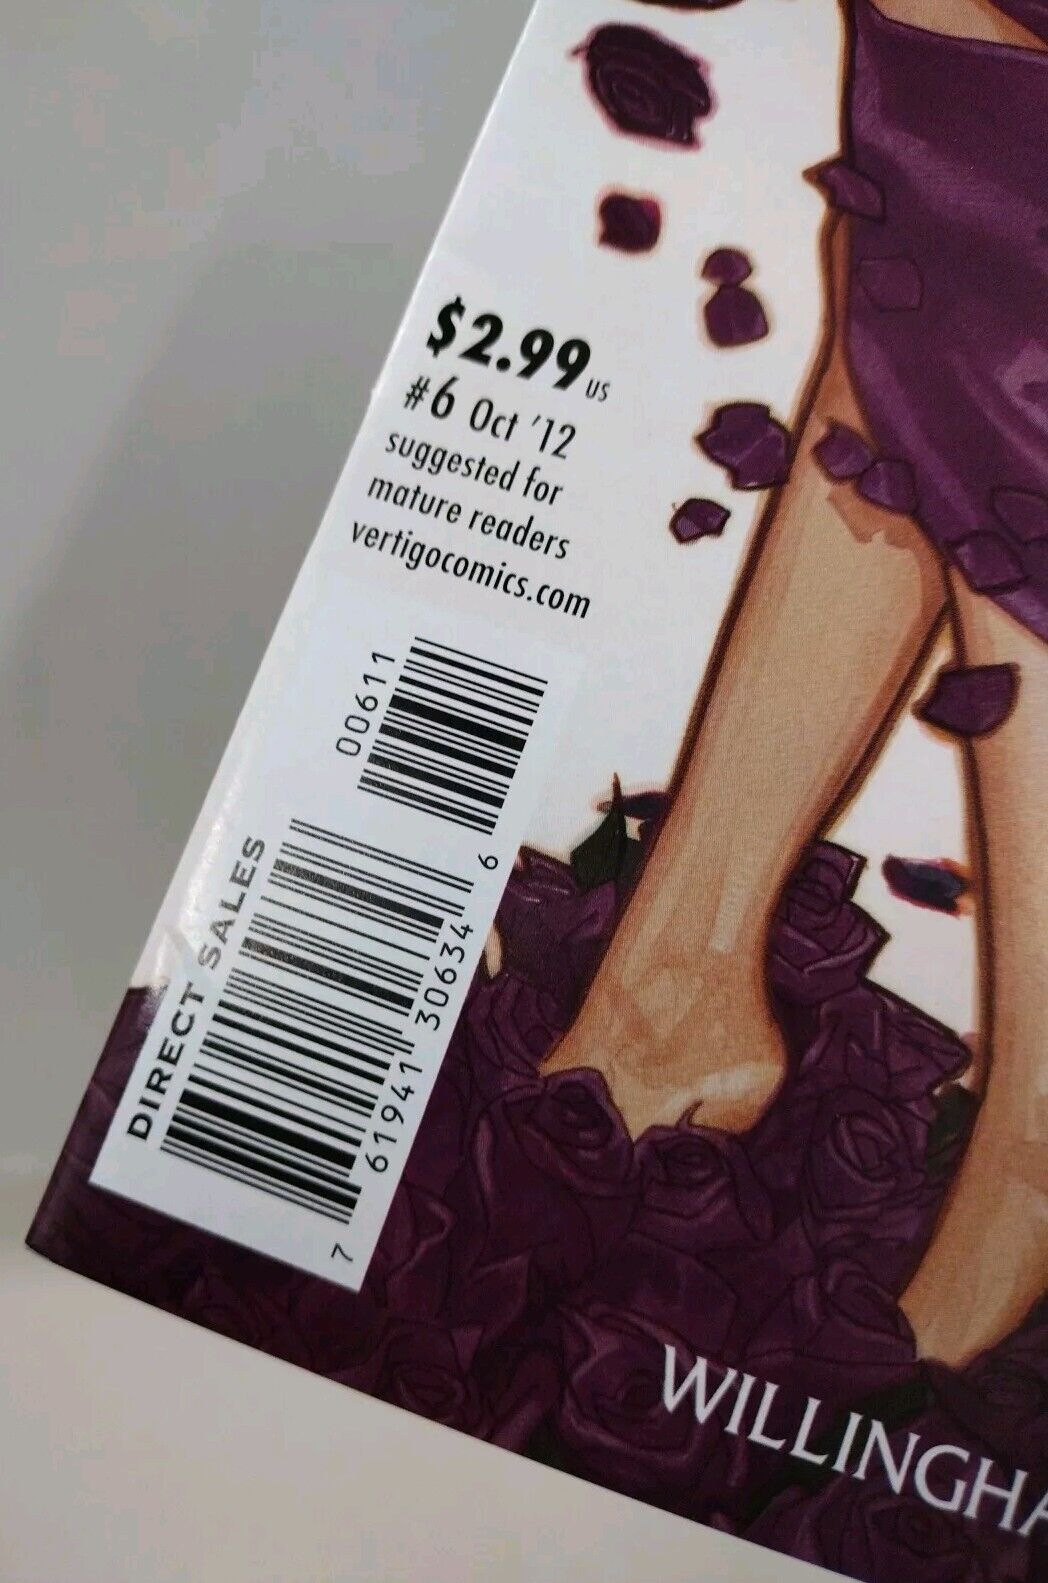 $2.99 US
#6 Oct '12
suggested for
mature readers
vertigocomics.com
00611
DIRECT SALES
7 61941 30634 6